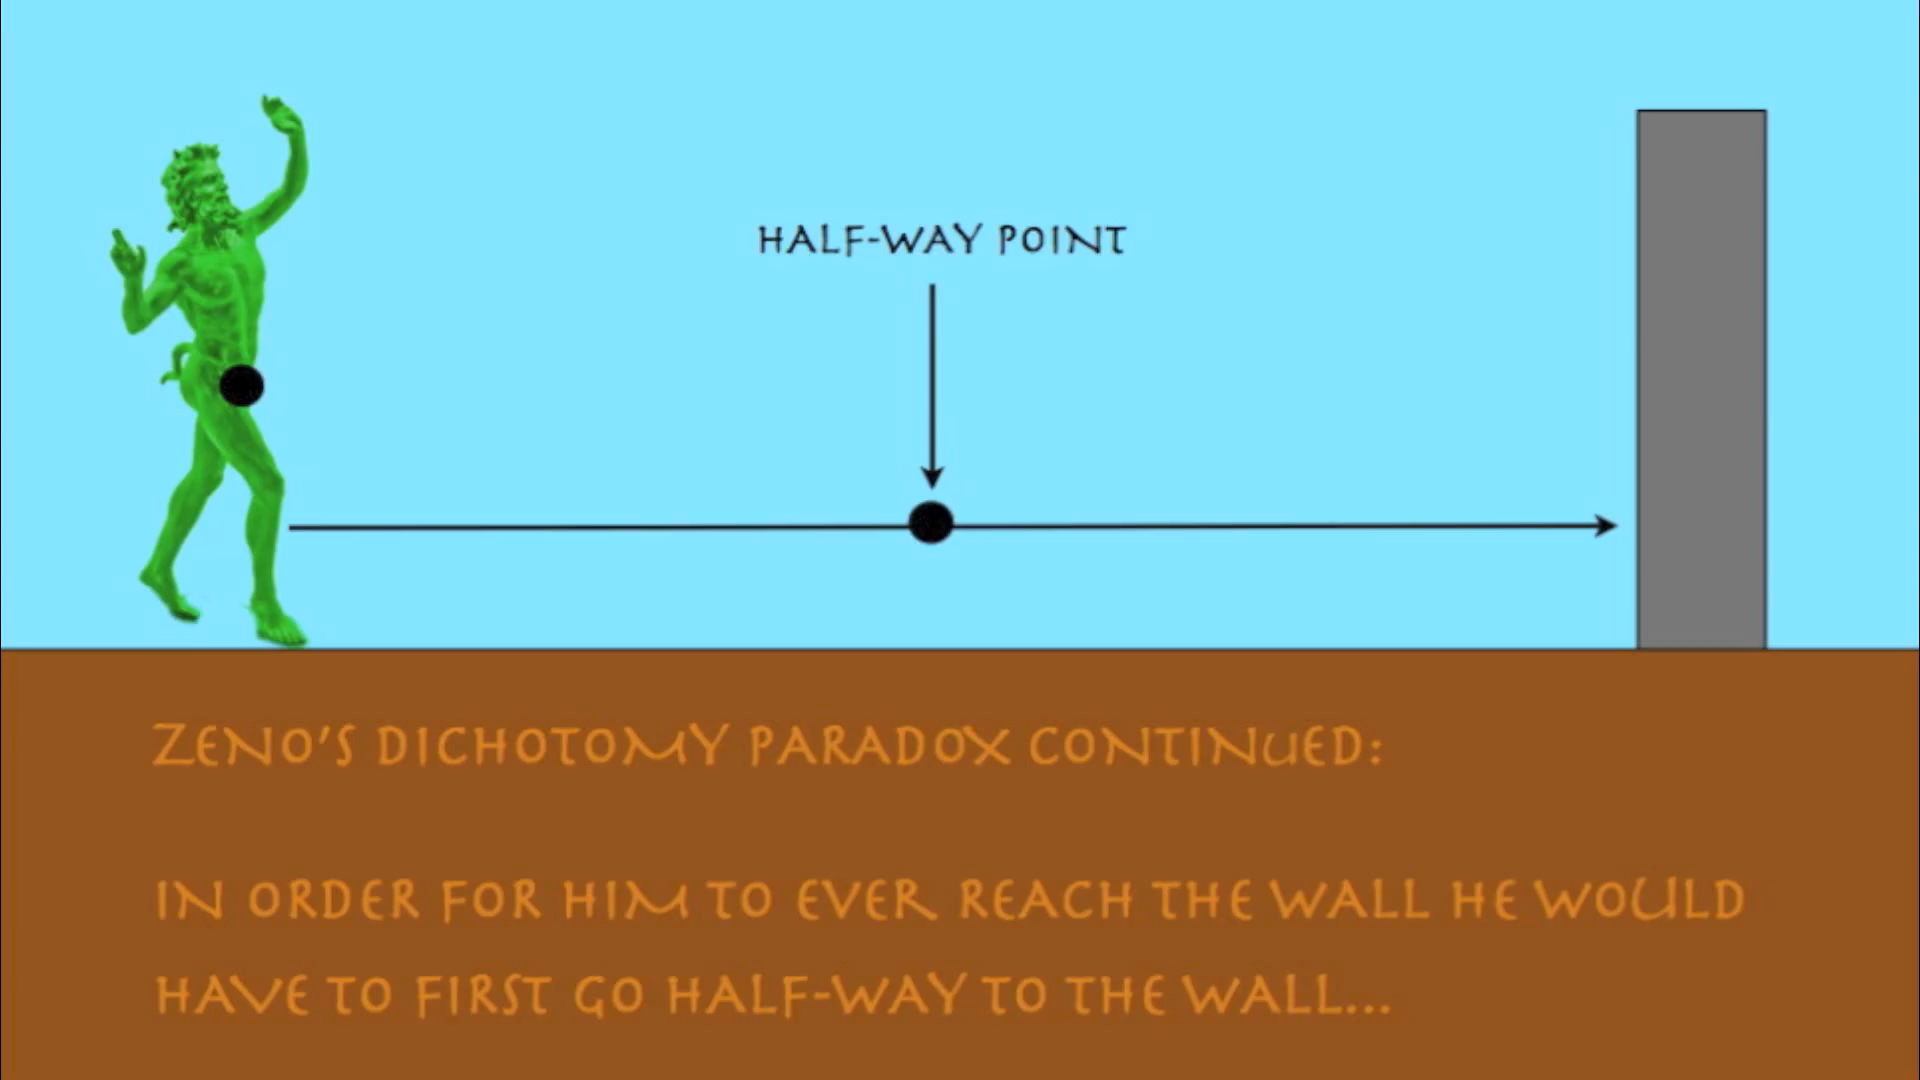 HALF-WAY POINT
ZENO'S DICHOTOMY PARADOX CONTINUED:
IN ORDER FOR HIM TO EVER REACH THE WALL HE WOULD
HAVE TO FIRST GO HALF-WAY TO THE WALL...